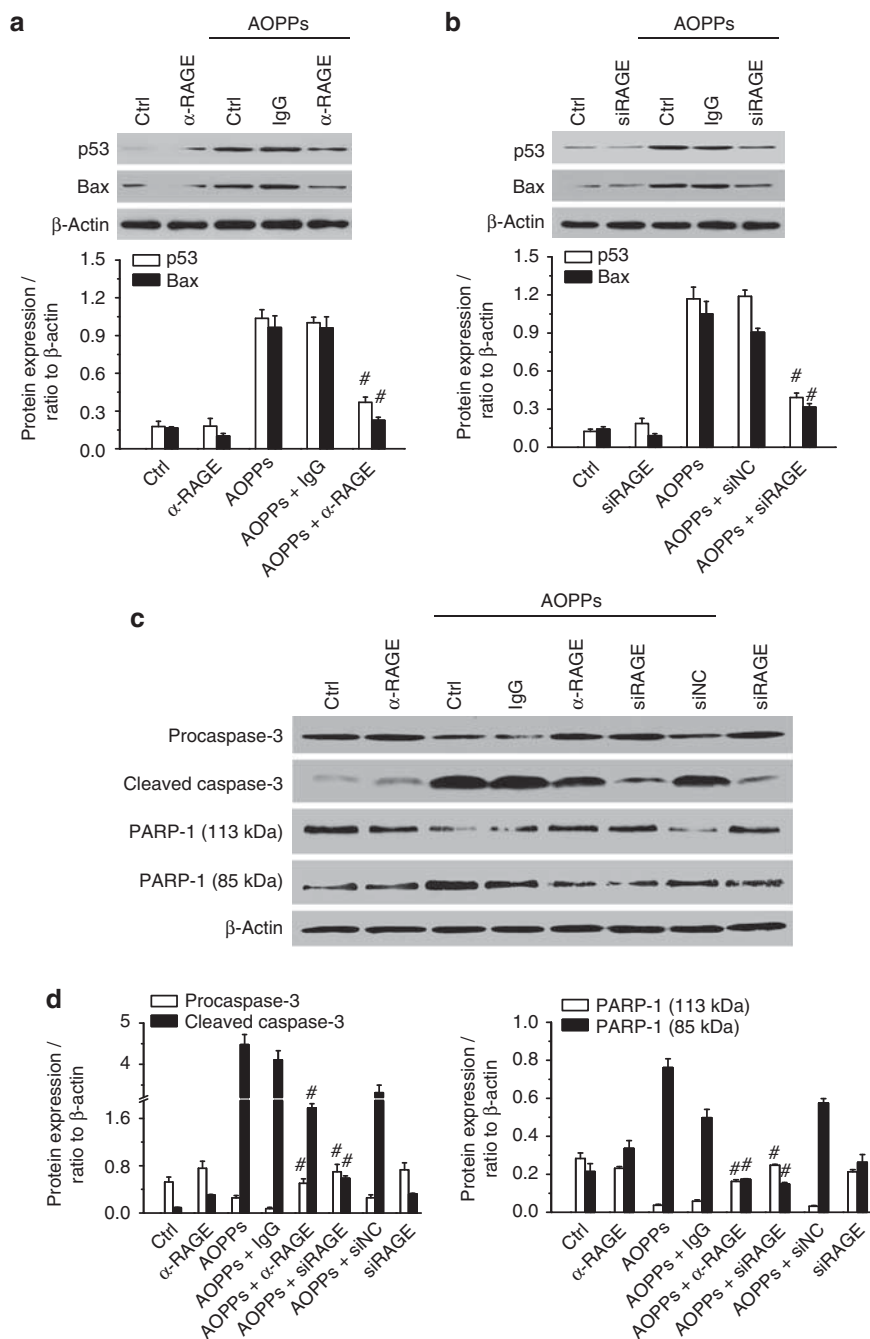 a
AOPPs
Ctrl
α-RAGE
Ctrl
IgG
α-RAGE
p53
Bax
β-Actin
p53
Bax
Protein expression /
ratio to β-actin
1.5
1.2
0.9
0.6
0.3
0.0
Ctrl
α-RAGE
AOPPs
AOPPs + IgG
AOPPs + α-RAGE
#
#
b
AOPPs
Ctrl
siRAGE
Ctrl
IgG
siRAGE
p53
Bax
β-Actin
p53
Bax
Protein expression /
ratio to β-actin
1.5
1.2
0.9
0.6
0.3
0.0
Ctrl
siRAGE
AOPPs
AOPPs + siNC
AOPPs + siRAGE
#
#
c
AOPPs
Ctrl
α-RAGE
Ctrl
IgG
α-RAGE
siRAGE
siNC
siRAGE
Procaspase-3
Cleaved caspase-3
PARP-1 (113 kDa)
PARP-1 (85 kDa)
β-Actin
d
Procaspase-3
Cleaved caspase-3
Protein expression /
ratio to β-actin
4.5
4
1.6
0.8
0.0
#
#
#
#
Ctrl
α-RAGE
AOPPs
AOPPs + IgG
AOPPs + α-RAGE
AOPPs + siRAGE
AOPPs + siNC
siRAGE
PARP-1 (113 kDa)
PARP-1 (85 kDa)
Protein expression /
ratio to β-actin
1.0
0.8
0.6
0.4
0.2
0.0
##
#
#
Ctrl
α-RAGE
AOPPs
AOPPs + IgG
AOPPs + α-RAGE
AOPPs + siRAGE
AOPPs + siNC
siRAGE